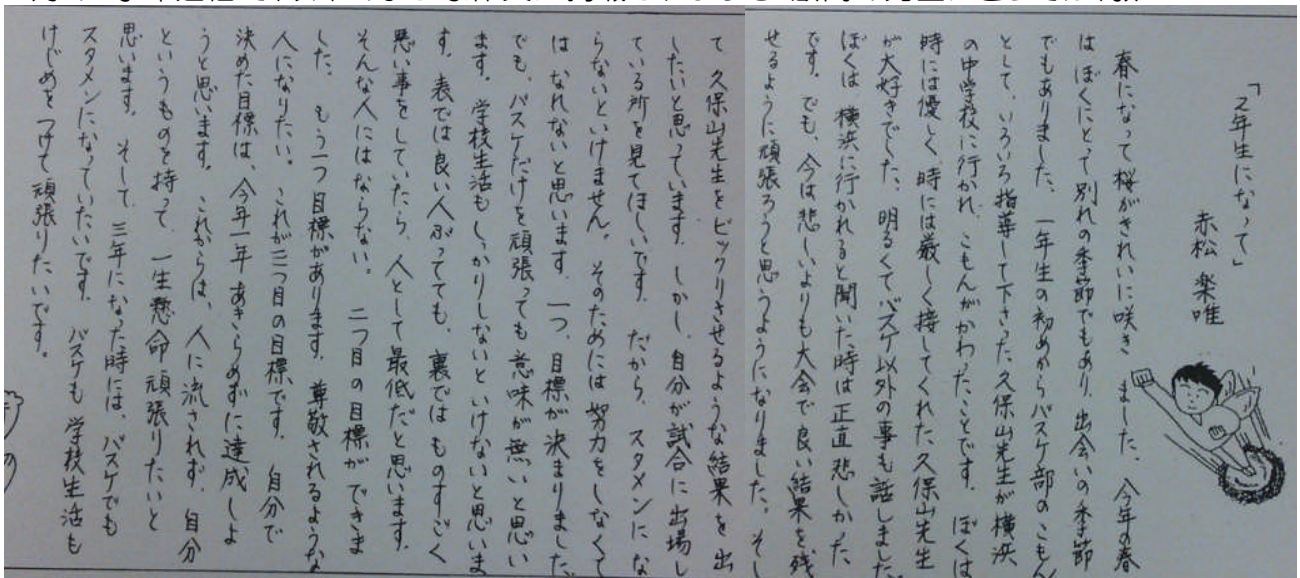 「２年生になって」
赤松 楽唯
春になって桜がきれいに咲きました。今年の春
はぼくにとって別れの季節でもあり、出会いの季節
でもありました。一年生の初めからバスケ部のこもん
として、いろいろ指導して下さった久保山先生が横浜
の中学校に行かれ、こもんがかわったことです。ぼくは
時には優しく、時には厳しく接してくれた久保山先生
が大好きでした。明るくてバスケ以外の事も話しました。
ぼくは横浜に行かれると聞いた時は正直悲しかった
です。でも、今は悲しいよりも大会で良い結果を残
せるように頑張ろうと思うようになりました。そし
て久保山先生をビックリさせるような結果を出
したいと思っています。しかし、自分が試合に出場し
ている所を見てほしいです。だから、スタメンにな
らないといけません。そのためには努力をしなくて
はなれないと思います。一つ、目標が決まりました。
でも、バスケだけを頑張っても意味が無いと思い
ます。学校生活もしっかりしないといけないと思いま
す。表では良い人ぶってても、裏ではものすごく
悪い事をしていたら、人として最低だと思います。
そんな人にはならない。二つ目の目標ができま
した。もう一つ目標があります。尊敬されるような
人になりたい。これが三つ目の目標です。自分で
決めた目標は、今年一年あきらめずに達成しよ
うと思います。これからは、人に流されず、自分
というものを持って、一生懸命頑張りたいと
思います。そして、三年になった時には、バスケでも
スタメンになっていたいです。バスケも学校生活も
けじめをつけて頑張りたいです。